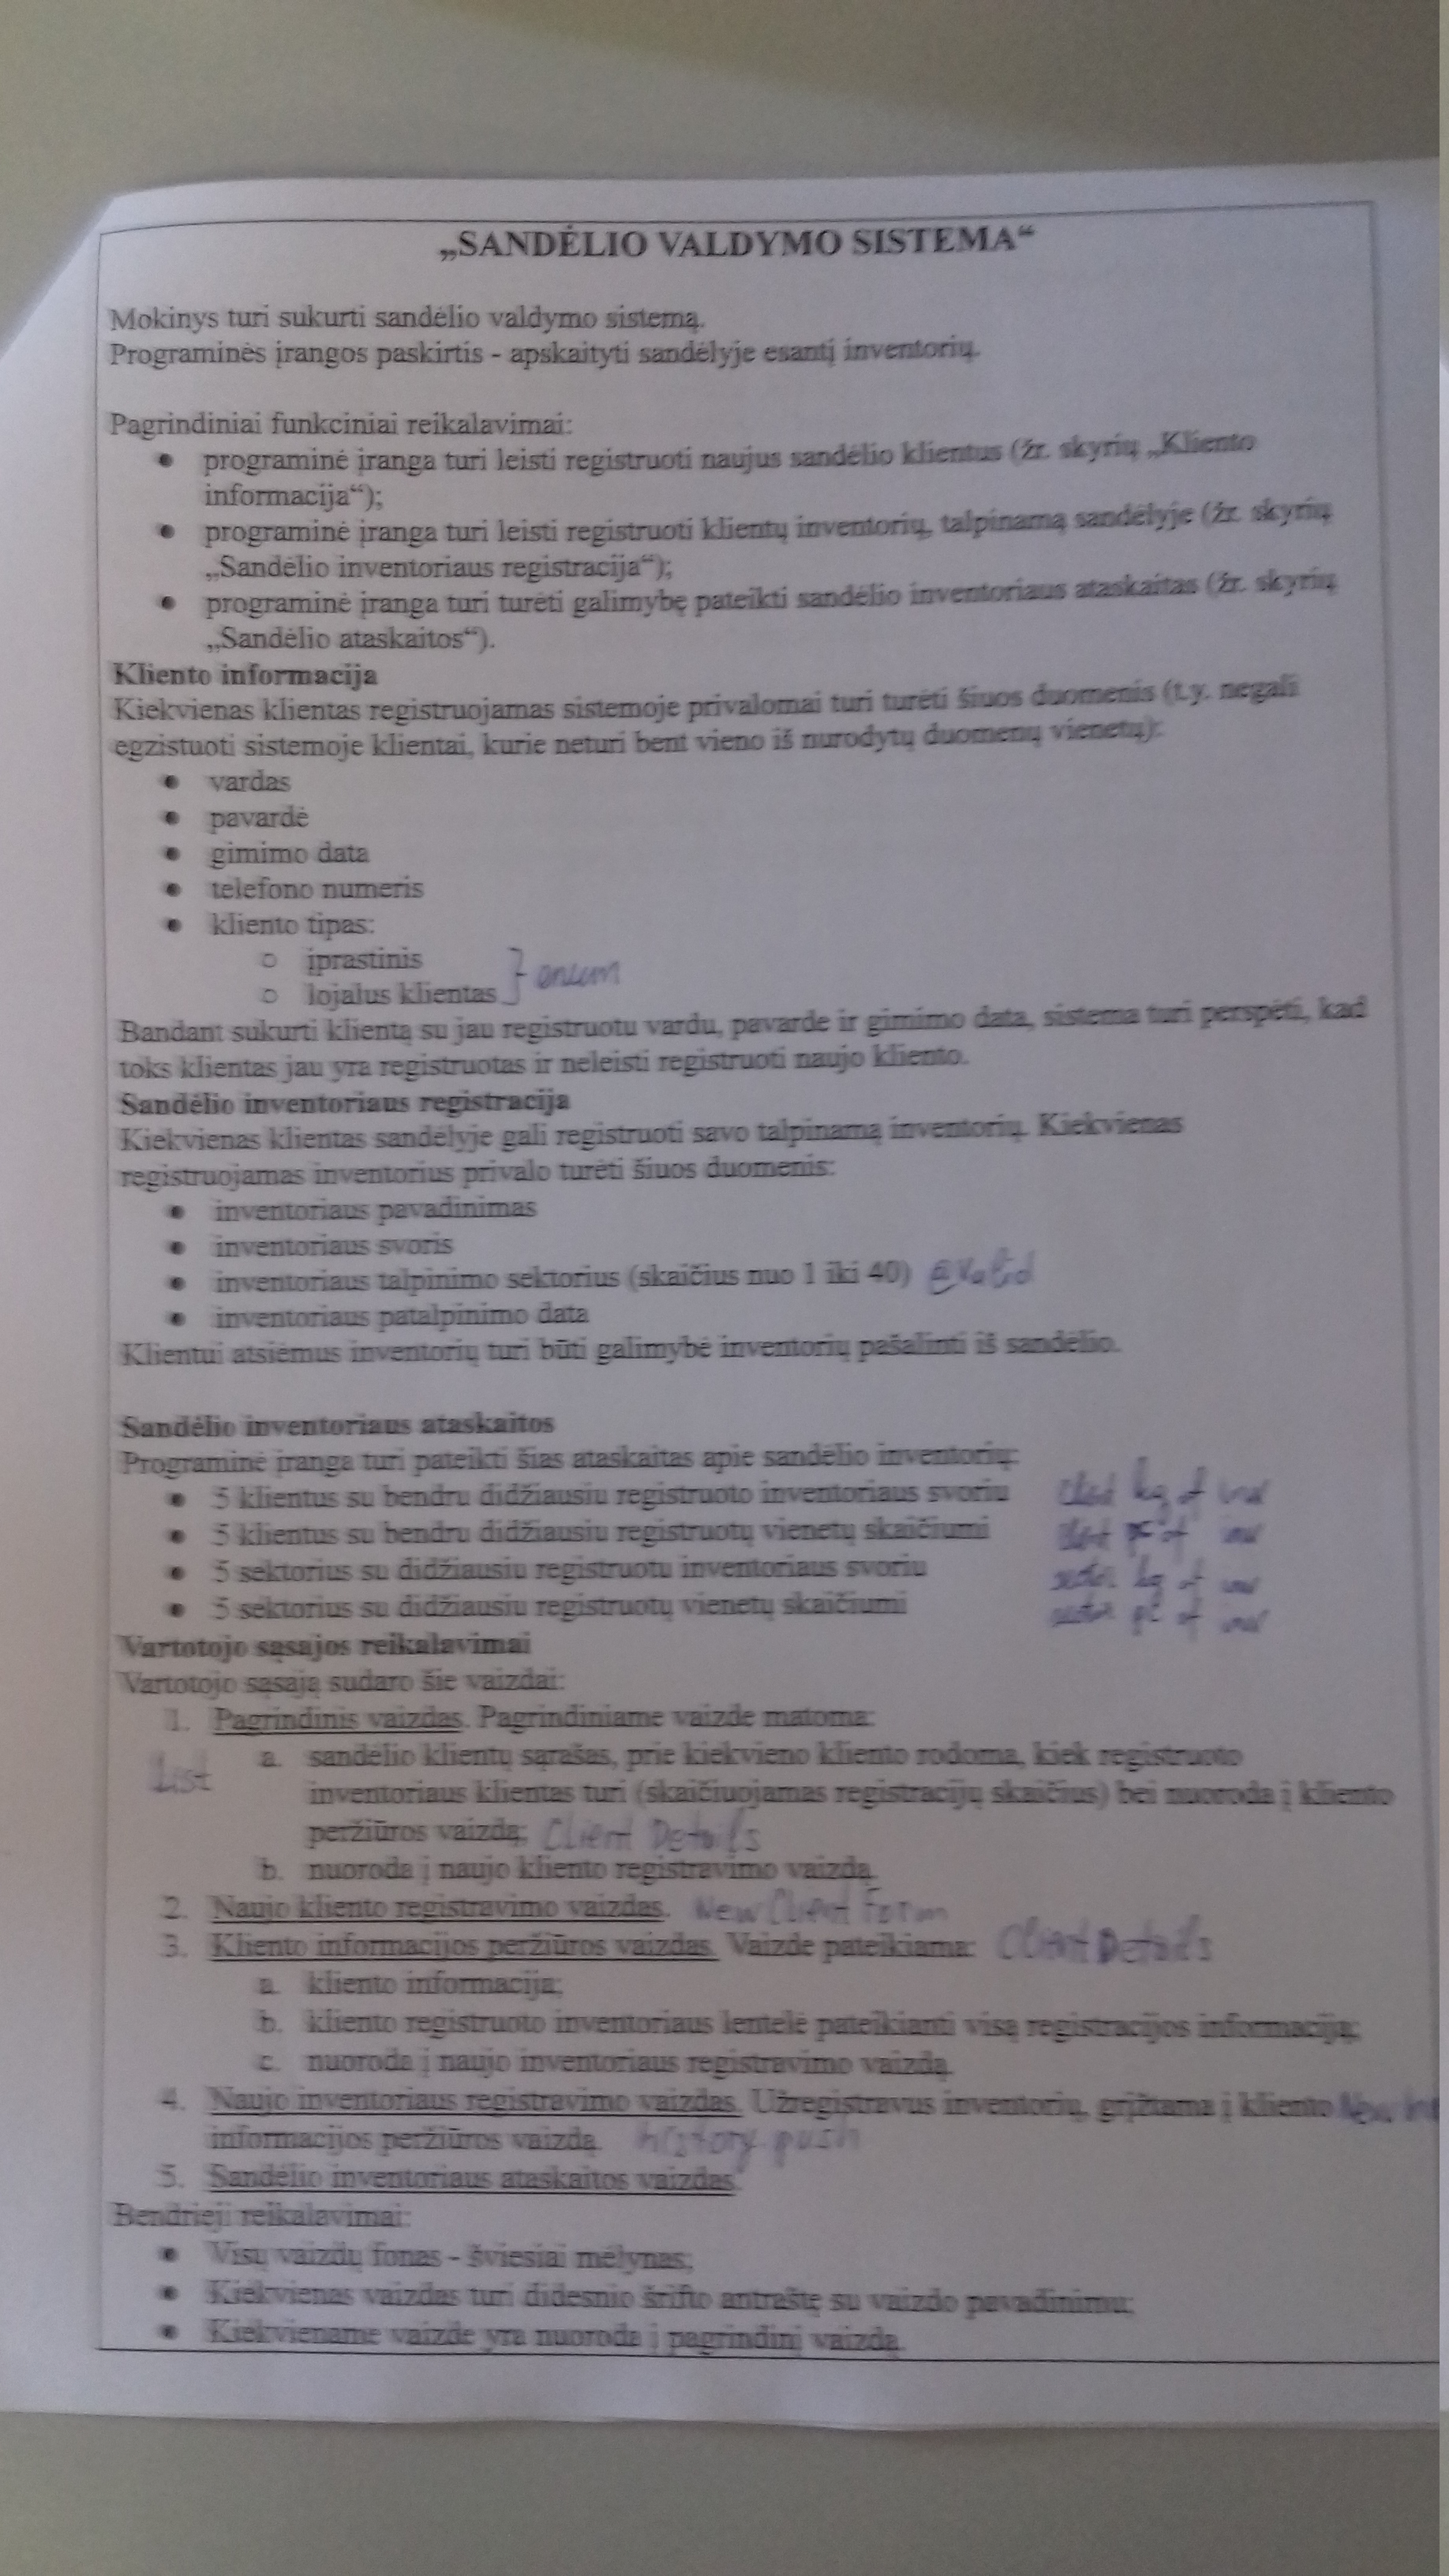 „SANDĖLIO VALDYMO SISTEMA“
Mokinys turi sukurti sandėlio valdymo sistemą.
Programinės įrangos paskirtis - apskaityti sandėlyje esantį inventorių.
Pagrindiniai funkciniai reikalavimai:
• programinė įranga turi leisti registruoti naujus sandėlio klientus (žr. skyrių „Kliento
informacija“);
• programinė įranga turi leisti registruoti klientų inventorių, talpinamą sandėlyje (žr. skyrių
„Sandėlio inventoriaus registracija“);
• programinė įranga turi turėti galimybę pateikti sandėlio inventoriaus ataskaitas (žr. skyrių
„Sandėlio ataskaitos“).
Kliento informacija
Kiekvienas klientas registruojamas sistemoje privalomai turi turėti šiuos duomenis (t.y. negali
egzistuoti sistemoje klientai, kurie neturi bent vieno iš nurodytų duomenų vienetų):
• vardas
• pavardė
• gimimo data
• telefono numeris
• kliento tipas:
○ įprastinis
○ lojalus klientas } enum
Bandant sukurti klientą su jau registruotu vardu, pavarde ir gimimo data, sistema turi perspėti, kad
toks klientas jau yra registruotas ir neleisti registruoti naujo kliento.
Sandėlio inventoriaus registracija
Kiekvienas klientas sandėlyje gali registruoti savo talpinamą inventorių. Kiekvienas
registruojamas inventorius privalo turėti šiuos duomenis:
• inventoriaus pavadinimas
• inventoriaus svoris
• inventoriaus talpinimo sektorius (skaičius nuo 1 iki 40)
• inventoriaus patalpinimo data
Klientui atsiėmus inventorių turi būti galimybė inventorių pašalinti iš sandėlio.
Sandėlio inventoriaus ataskaitos
Programinė įranga turi pateikti šias ataskaitas apie sandėlio inventorių:
• 5 klientus su bendru didžiausiu registruoto inventoriaus svoriu kg of inv
• 5 klientus su bendru didžiausiu registruotų vienetų skaičiumi of inv
• 5 sektorius su didžiausiu registruotu inventoriaus svoriu kg of inv
• 5 sektorius su didžiausiu registruotų vienetų skaičiumi of inv
Vartotojo sąsajos reikalavimai
Vartotojo sąsają sudaro šie vaizdai:
1. Pagrindinis vaizdas. Pagrindiniame vaizde matoma:
List a. sandėlio klientų sąrašas, prie kiekvieno kliento rodoma, kiek registruoto
inventoriaus klientas turi (skaičiuojamas registracijų skaičius) bei nuoroda į kliento
peržiūros vaizdą; Client Details
b. nuoroda į naujo kliento registravimo vaizdą
2. Naujo kliento registravimo vaizdas. New Client Form
3. Kliento informacijos peržiūros vaizdas. Vaizde pateikiama: Client Details
a. kliento informacija;
b. kliento registruoto inventoriaus lentelė pateikianti visą registracijos informaciją;
c. nuoroda į naujo inventoriaus registravimo vaizdą
4. Naujo inventoriaus registravimo vaizdas. Užregistravus inventorių, grįžtama į kliento New
informacijos peržiūros vaizdą. history.push
5. Sandėlio inventoriaus ataskaitos vaizdas
Bendrieji reikalavimai:
• Visų vaizdų fonas - šviesiai mėlynas;
• Kiekvienas vaizdas turi didesnio šrifto antraštę su vaizdo pavadinimu;
• Kiekviename vaizde yra nuoroda į pagrindinį vaizdą.